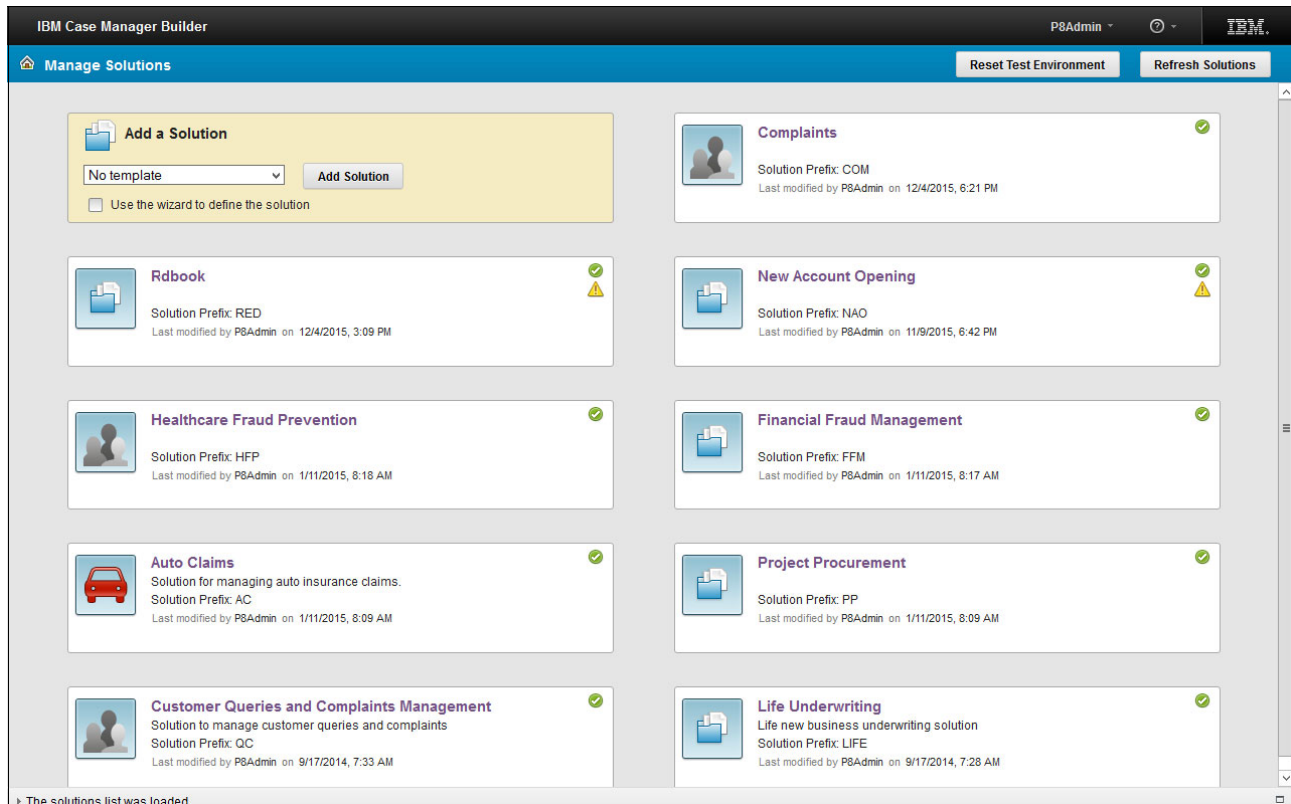 IBM Case Manager Builder
P8Admin
?
IBM.
Manage Solutions
Reset Test Environment
Refresh Solutions
Add a Solution
No template
Add Solution
Use the wizard to define the solution
Complaints
Solution Prefix: COM
Last modified by P8Admin on 12/4/2015, 6:21 PM
Rdbook
Solution Prefix: RED
Last modified by P8Admin on 12/4/2015, 3:09 PM
New Account Opening
Solution Prefix: NAO
Last modified by P8Admin on 11/9/2015, 6:42 PM
Healthcare Fraud Prevention
Solution Prefix: HFP
Last modified by P8Admin on 1/11/2015, 8:18 AM
Financial Fraud Management
Solution Prefix: FFM
Last modified by P8Admin on 1/11/2015, 8:17 AM
Auto Claims
Solution for managing auto insurance claims.
Solution Prefix: AC
Last modified by P8Admin on 1/11/2015, 8:09 AM
Project Procurement
Solution Prefix: PP
Last modified by P8Admin on 1/11/2015, 8:09 AM
Customer Queries and Complaints Management
Solution to manage customer queries and complaints
Solution Prefix: QC
Last modified by P8Admin on 9/17/2014, 7:33 AM
Life Underwriting
Life new business underwriting solution
Solution Prefix: LIFE
Last modified by P8Admin on 9/17/2014, 7:28 AM
The solutions list was loaded